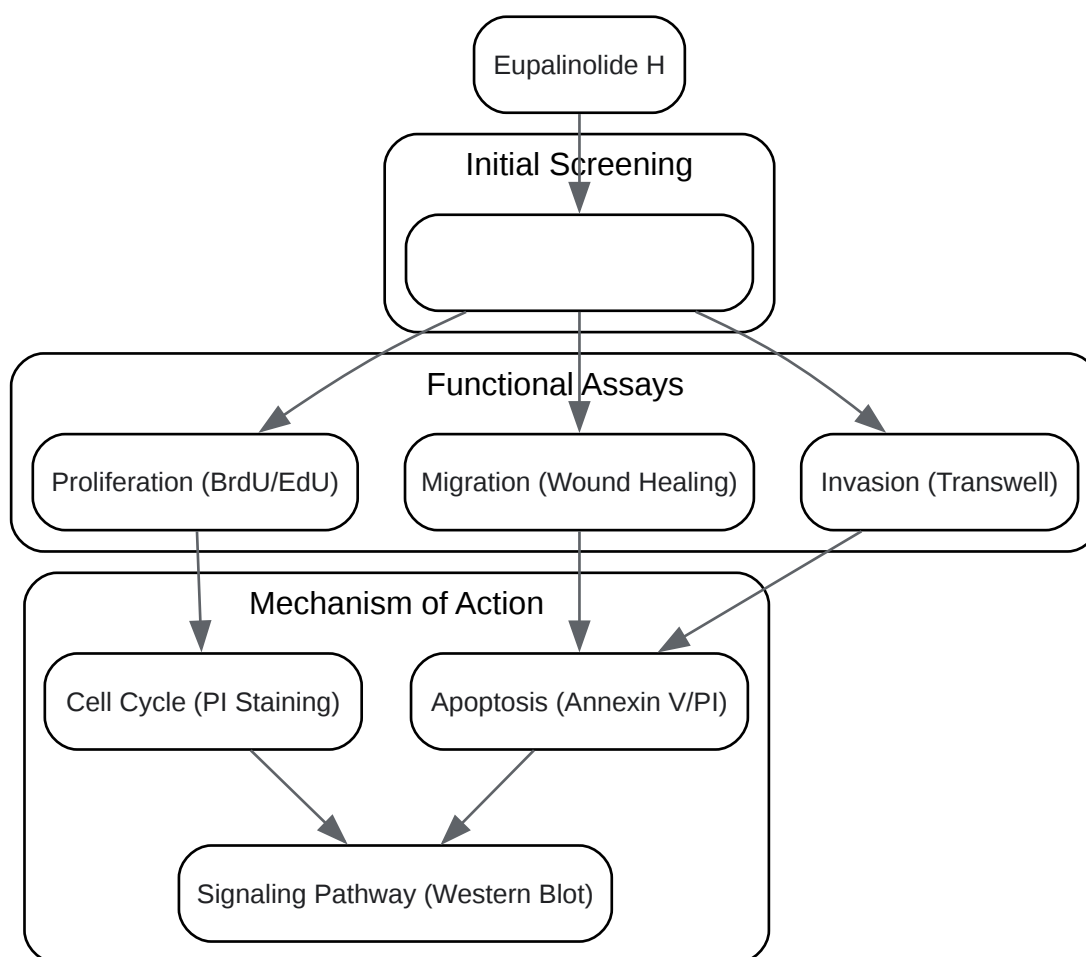 Eupalinolide H
Initial Screening
Functional Assays
Proliferation (BrdU/EdU)
Migration (Wound Healing)
Invasion (Transwell)
Mechanism of Action
Cell Cycle (PI Staining)
Apoptosis (Annexin V/PI)
Signaling Pathway (Western Blot)